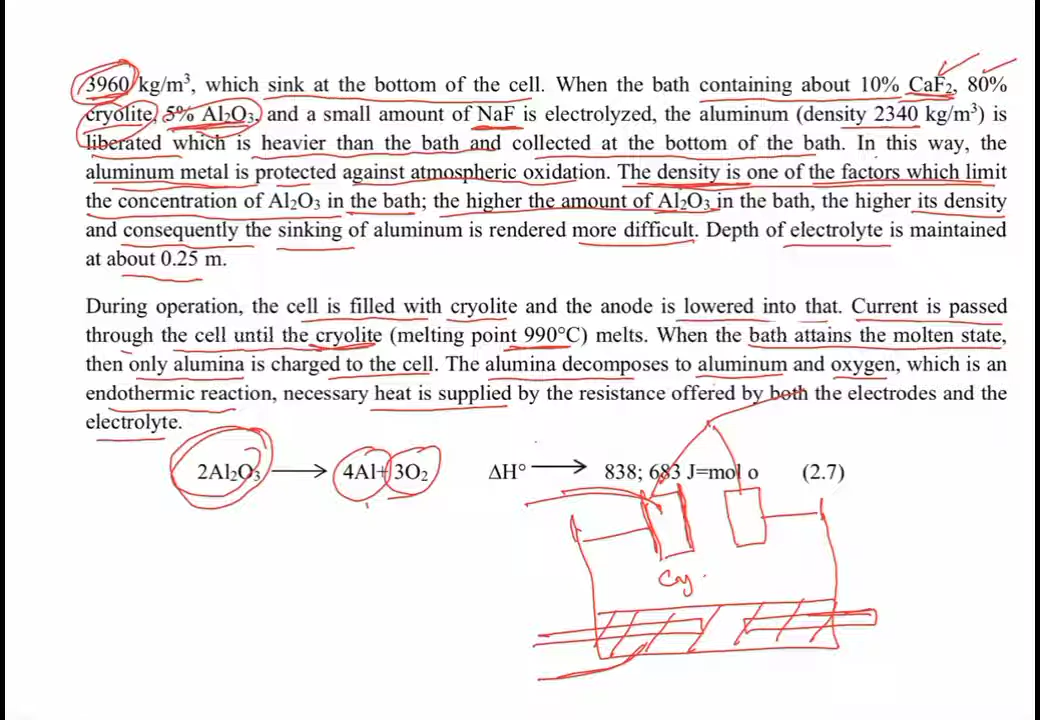 3960 kg/m³, which sink at the bottom of the cell. When the bath containing about 10% CaF₂, 80%
cryolite, 5% Al₂O₃, and a small amount of NaF is electrolyzed, the aluminum (density 2340 kg/m³) is
liberated which is heavier than the bath and collected at the bottom of the bath. In this way, the
aluminum metal is protected against atmospheric oxidation. The density is one of the factors which limit
the concentration of Al₂O₃ in the bath; the higher the amount of Al₂O₃ in the bath, the higher its density
and consequently the sinking of aluminum is rendered more difficult. Depth of electrolyte is maintained
at about 0.25 m.
During operation, the cell is filled with cryolite and the anode is lowered into that. Current is passed
through the cell until the cryolite (melting point 990°C) melts. When the bath attains the molten state,
then only alumina is charged to the cell. The alumina decomposes to aluminum and oxygen, which is an
endothermic reaction, necessary heat is supplied by the resistance offered by both the electrodes and the
electrolyte.
2Al₂O₃ ⟶ 4Al+3O₂ ΔH° ⟶ 838; 683 J=mol o (2.7)
Cry.